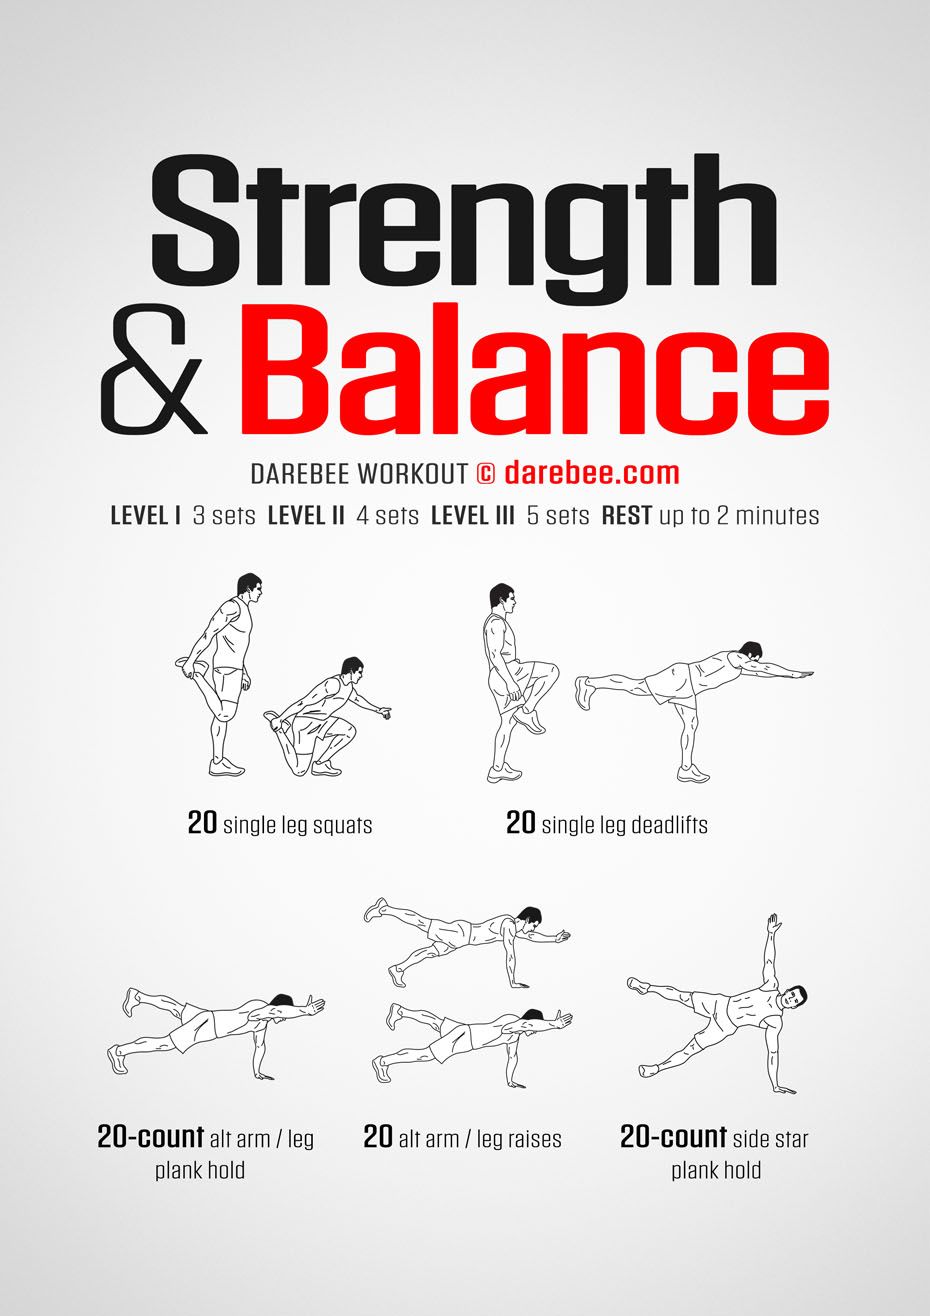 Strength
& Balance
DAREBEE WORKOUT © darebee.com
LEVEL I 3 sets LEVEL II 4 sets LEVEL III 5 sets REST up to 2 minutes
20 single leg squats
20 single leg deadlifts
20-count alt arm / leg
plank hold
20 alt arm / leg raises
20-count side star
plank hold